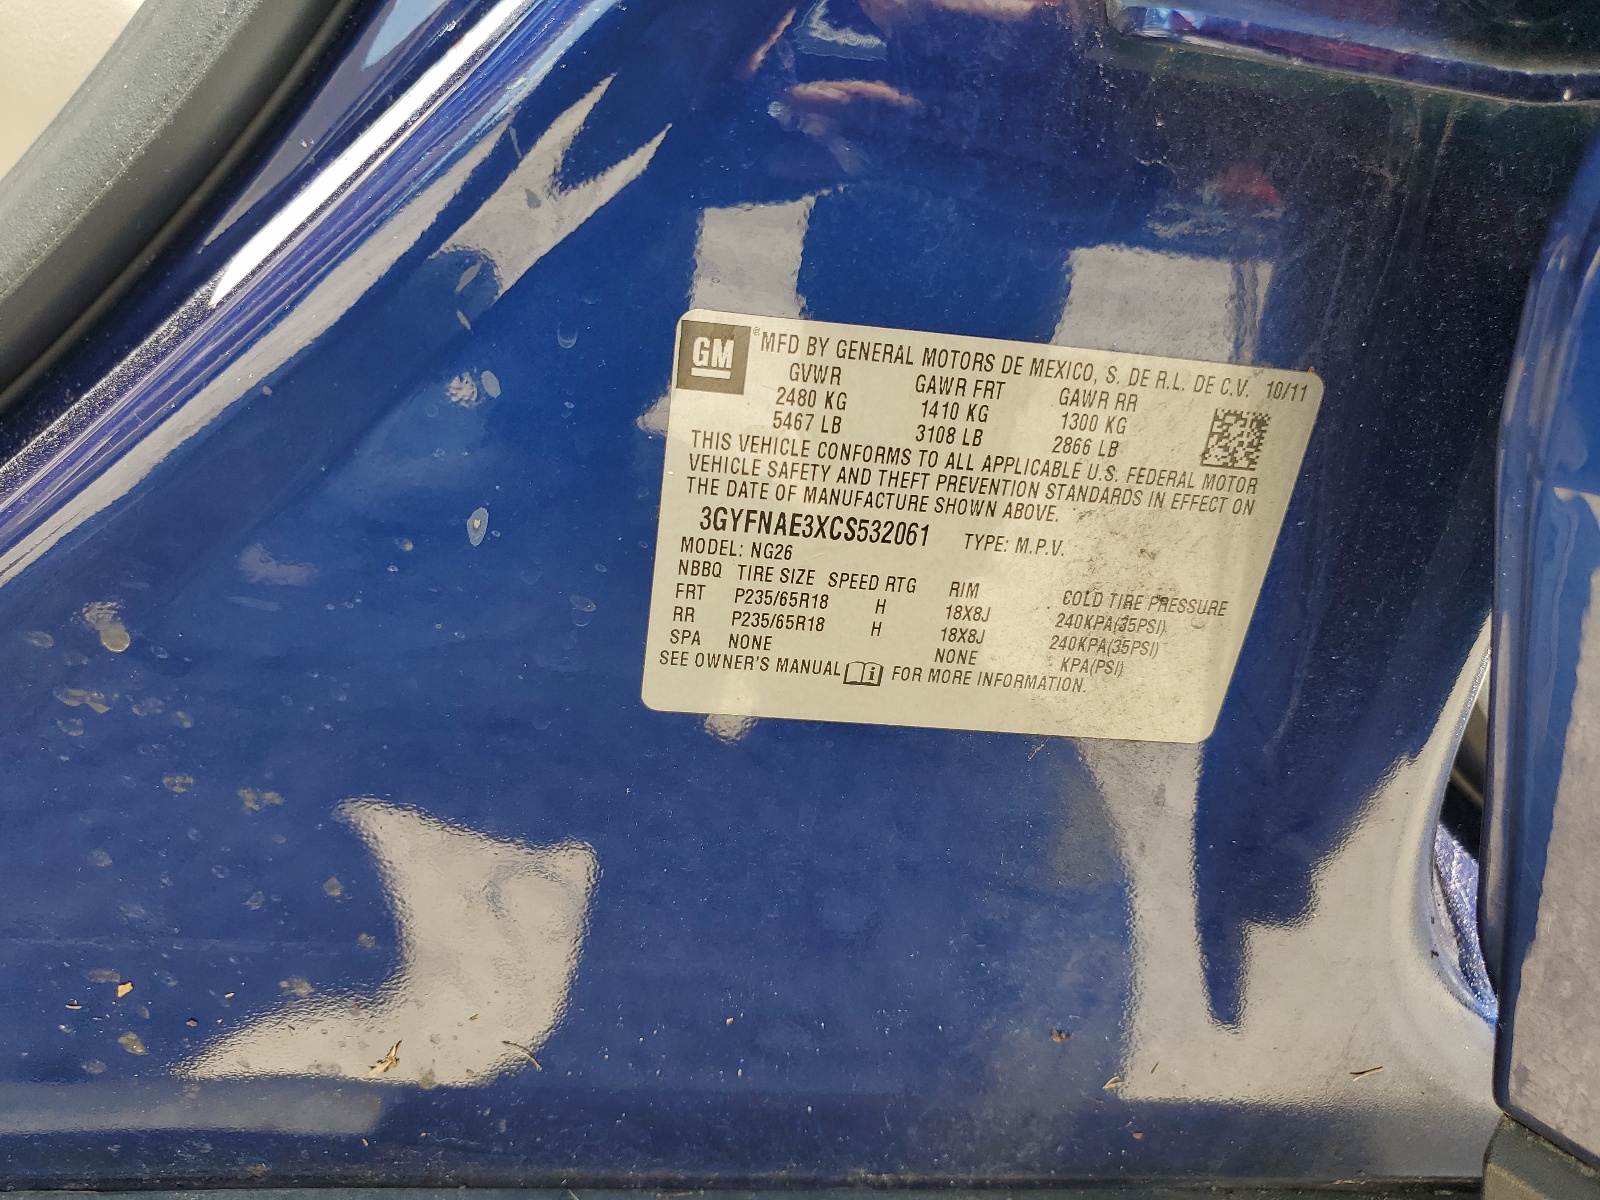 GM ® MFD BY GENERAL MOTORS DE MEXICO, S. DE R.L. DE C.V. 10/11
GVWR GAWR FRT GAWR RR
2480 KG 1410 KG 1300 KG
5467 LB 3108 LB 2866 LB
THIS VEHICLE CONFORMS TO ALL APPLICABLE U.S. FEDERAL MOTOR
VEHICLE SAFETY AND THEFT PREVENTION STANDARDS IN EFFECT ON
THE DATE OF MANUFACTURE SHOWN ABOVE.
3GYFNAE3XCS532061 TYPE: M.P.V.
MODEL: NG26
NBBQ TIRE SIZE SPEED RTG RIM COLD TIRE PRESSURE
FRT P235/65R18 H 18X8J 240KPA(35PSI)
RR P235/65R18 H 18X8J 240KPA(35PSI)
SPA NONE NONE KPA(PSI)
SEE OWNER'S MANUAL i FOR MORE INFORMATION.